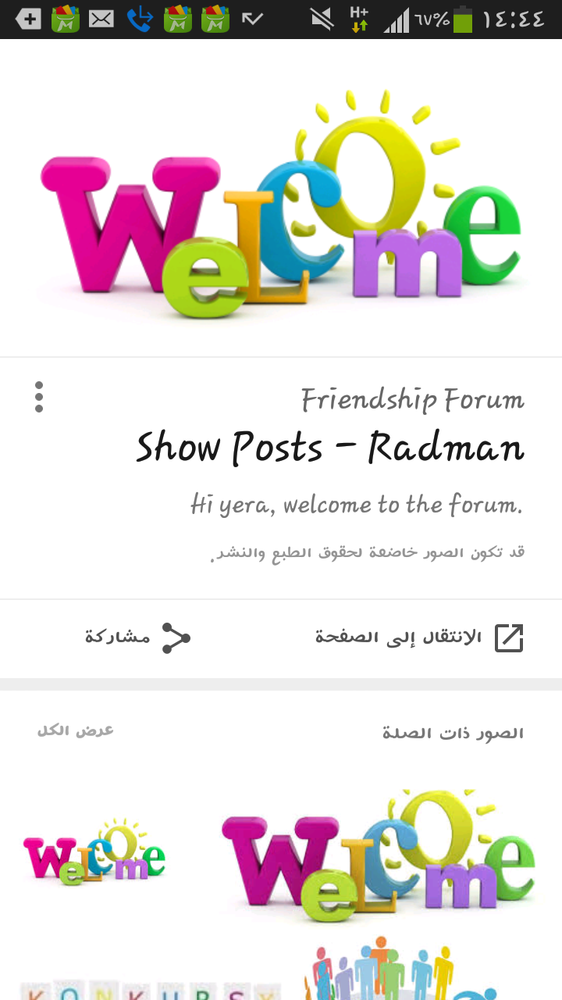 ٦٧% ١٤:٤٤
H+
WeLCOme
Friendship Forum
Show Posts - Radman
Hi yera, welcome to the forum.
قد تكون الصور خاضعة لحقوق الطبع والنشر.
الانتقال إلى الصفحة
مشاركة
الصور ذات الصلة
عرض الكل
WeLCOme
WeLCOme
KONKURSY